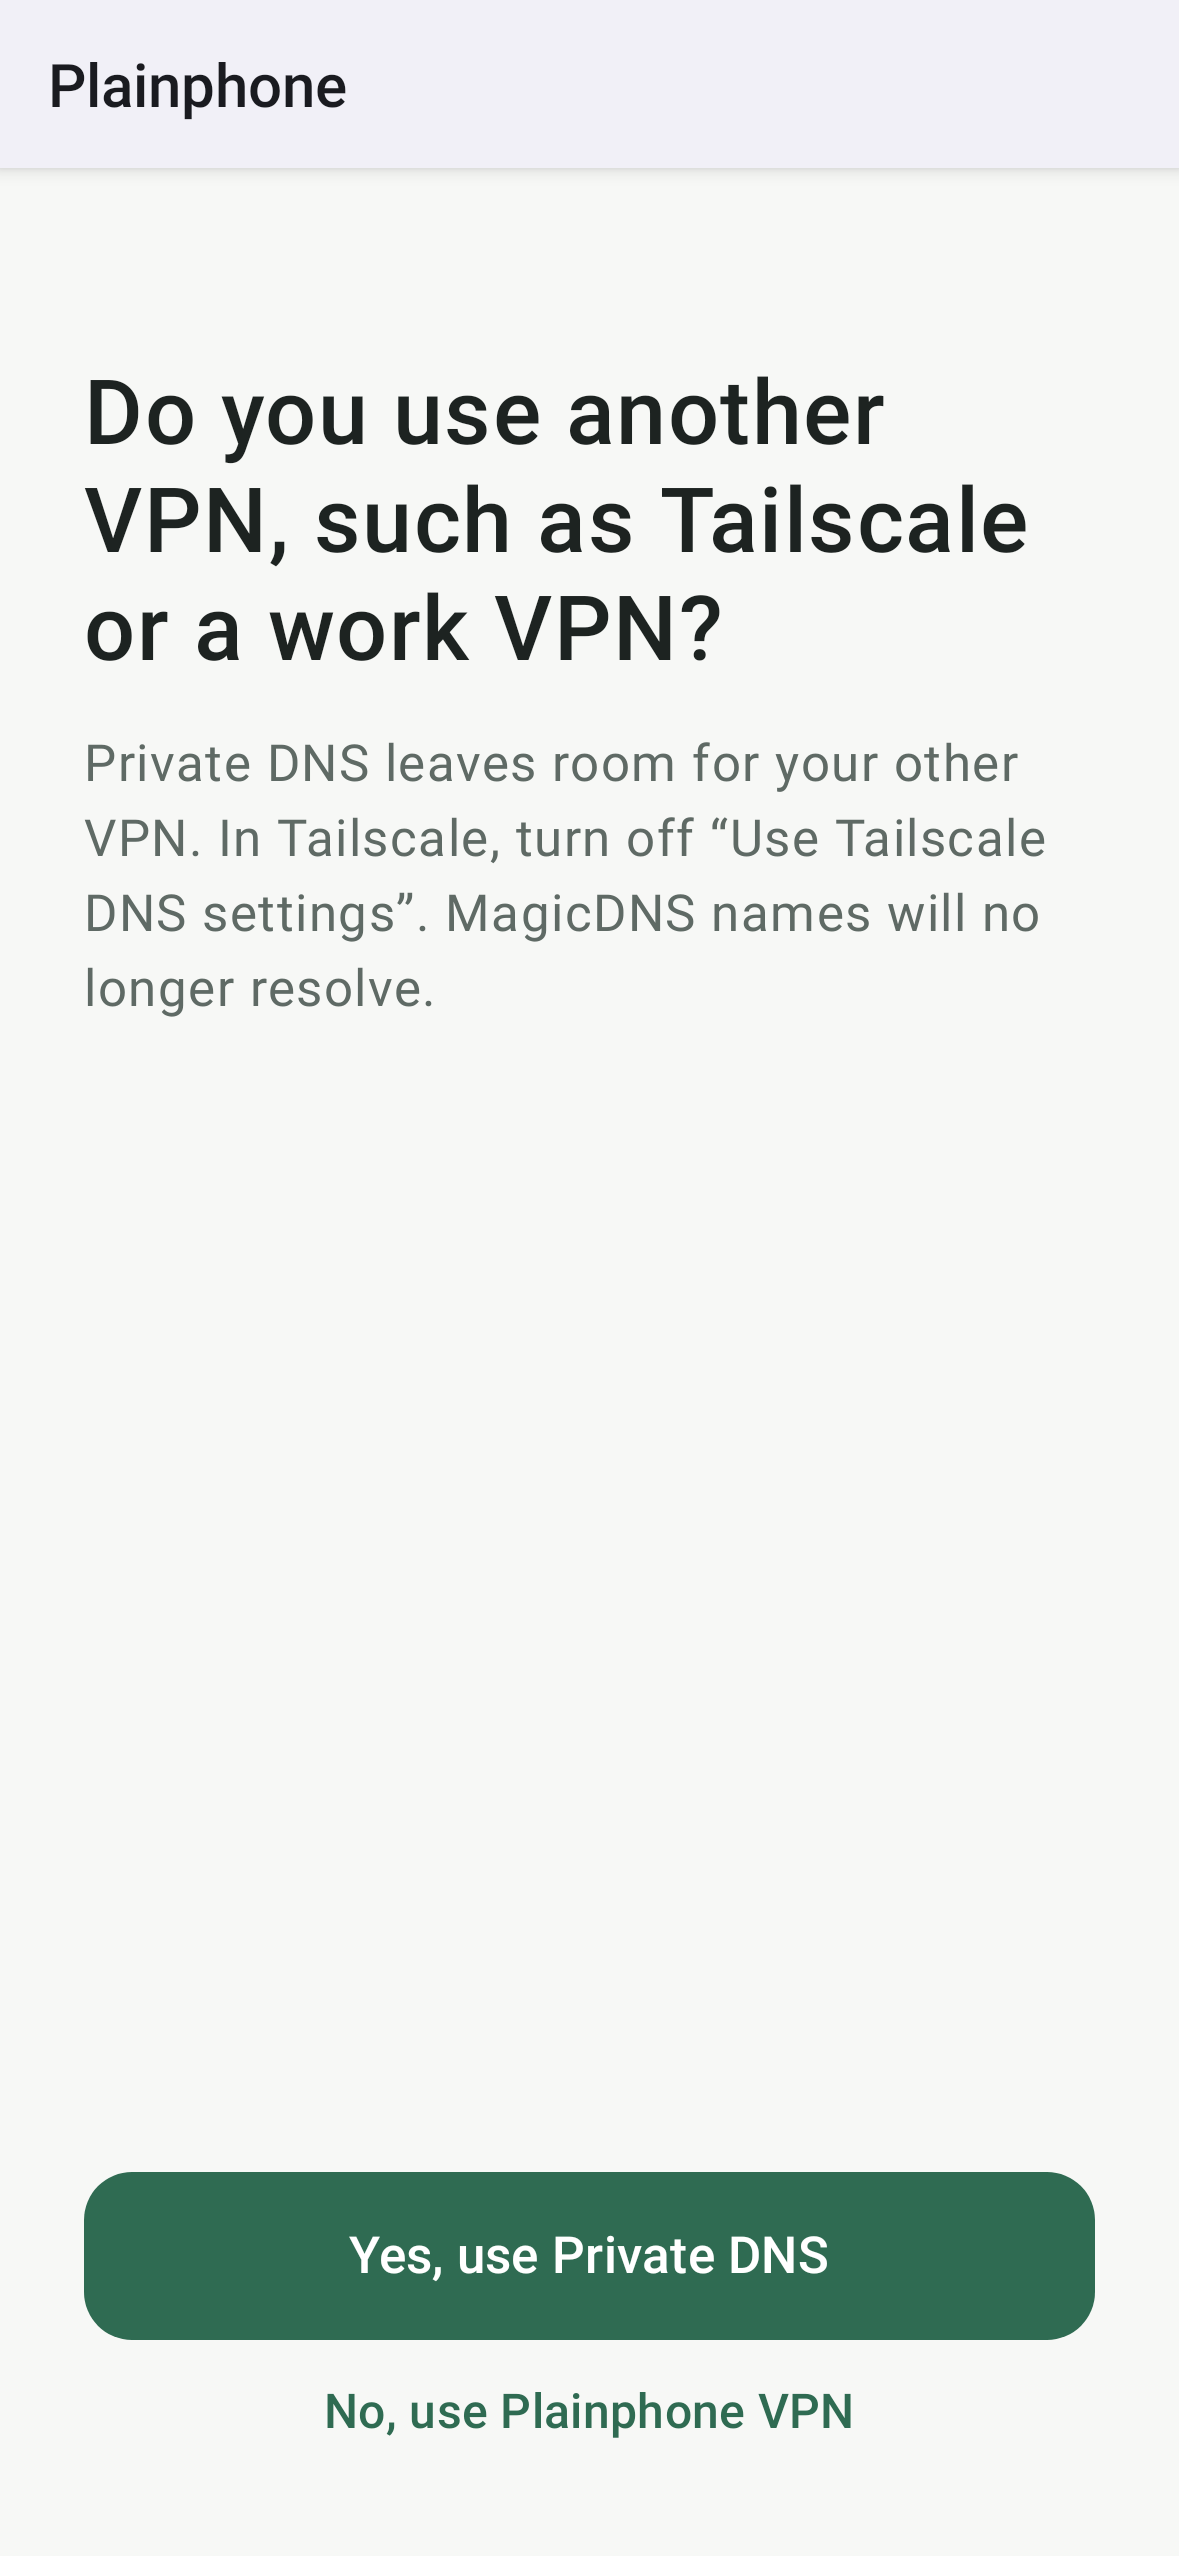 Plainphone
Do you use another
VPN, such as Tailscale
or a work VPN?
Private DNS leaves room for your other
VPN. In Tailscale, turn off “Use Tailscale
DNS settings”. MagicDNS names will no
longer resolve.
Yes, use Private DNS
No, use Plainphone VPN